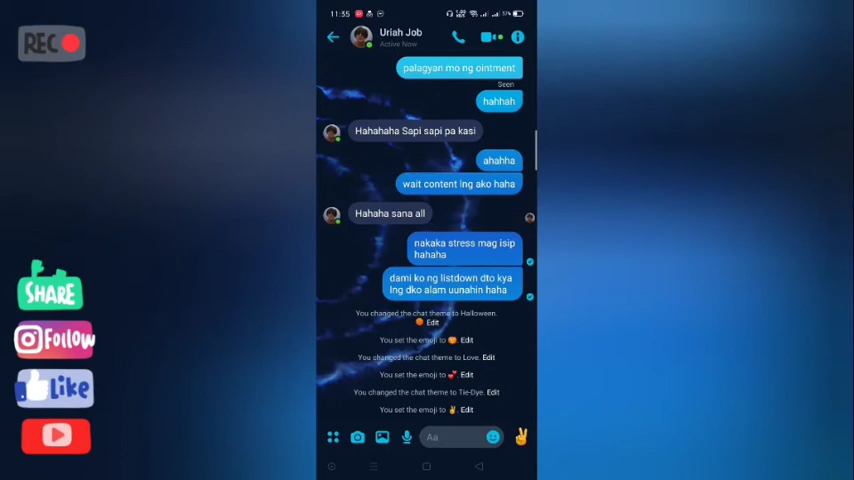 REC
11:35
37%
Uriah Job
Active Now
palagyan mo ng ointment
Seen
hahhah
Hahahaha Sapi sapi pa kasi
ahahha
wait content lng ako haha
Hahaha sana all
nakaka stress mag isip
hahaha
dami ko ng listdown dto kya
lng dko alam uunahin haha
You changed the chat theme to Halloween.
Edit
You set the emoji to 🎃. Edit
You changed the chat theme to Love. Edit
You set the emoji to 💕. Edit
You changed the chat theme to Tie-Dye. Edit
You set the emoji to ✌. Edit
Aa
SHARE
Follow
Like